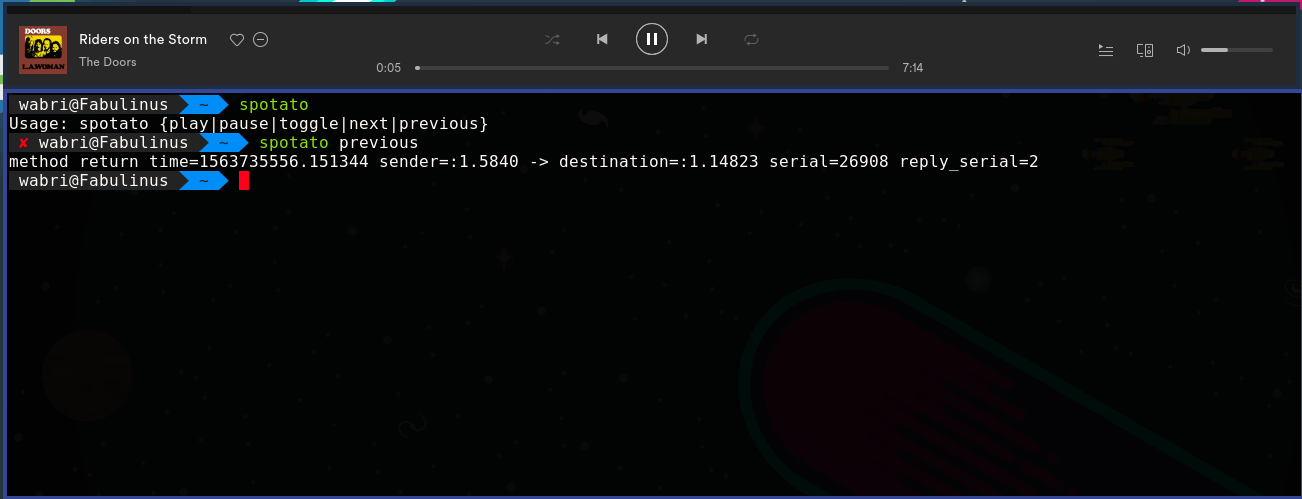 DOORS
L.A.WOMAN
Riders on the Storm
The Doors
0:05
7:14
wabri@Fabulinus ~ spotato
Usage: spotato {play|pause|toggle|next|previous}
✘ wabri@Fabulinus ~ spotato previous
method return time=1563735556.151344 sender=:1.5840 -> destination=:1.14823 serial=26908 reply_serial=2
wabri@Fabulinus ~